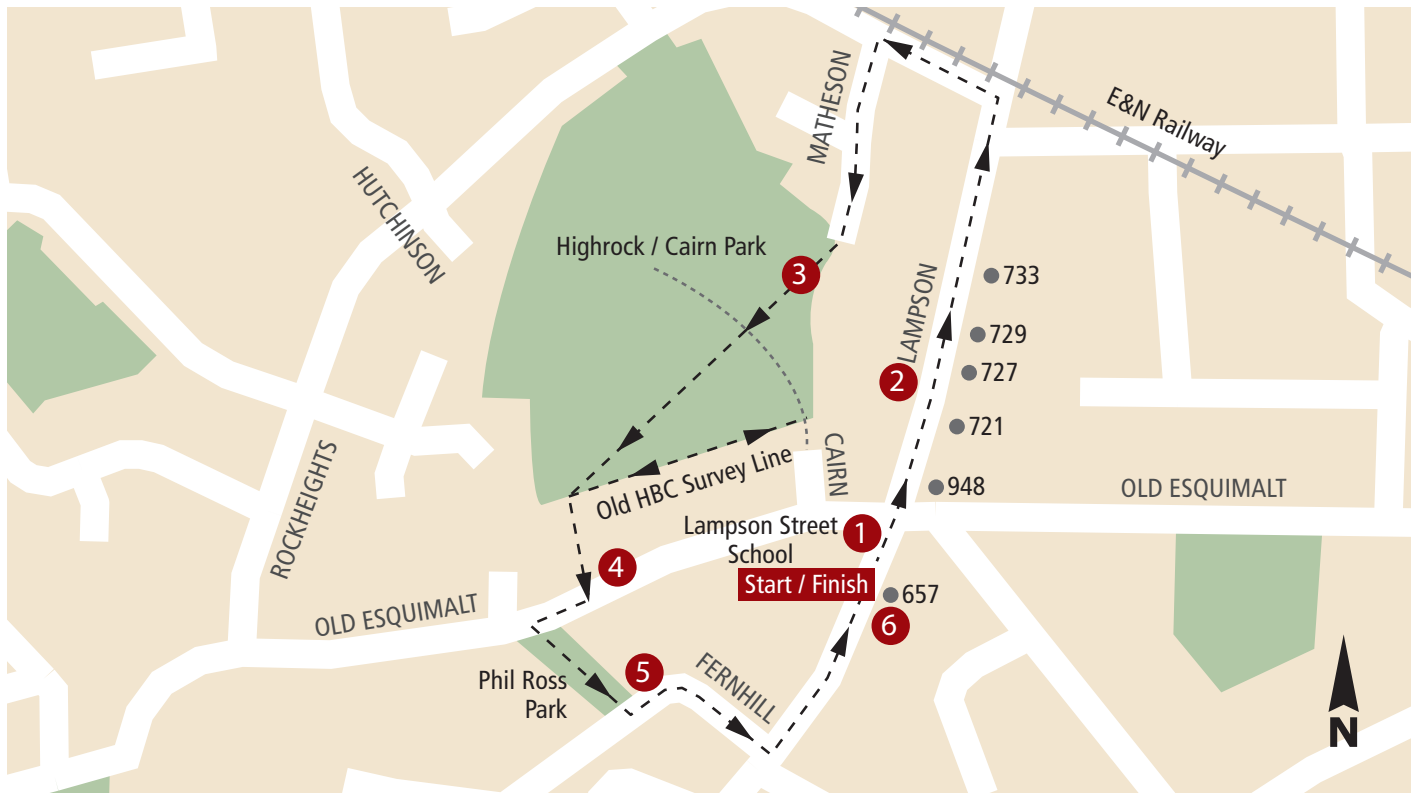 MATHESON
E&N Railway
HUTCHINSON
Highrock / Cairn Park
3
733
LAMPSON
729
727
2
721
ROCKHEIGHTS
Old HBC Survey Line
CAIRN
948
OLD ESQUIMALT
Lampson Street
School
1
4
Start / Finish
657
OLD ESQUIMALT
6
5
FERNHILL
Phil Ross
Park
N